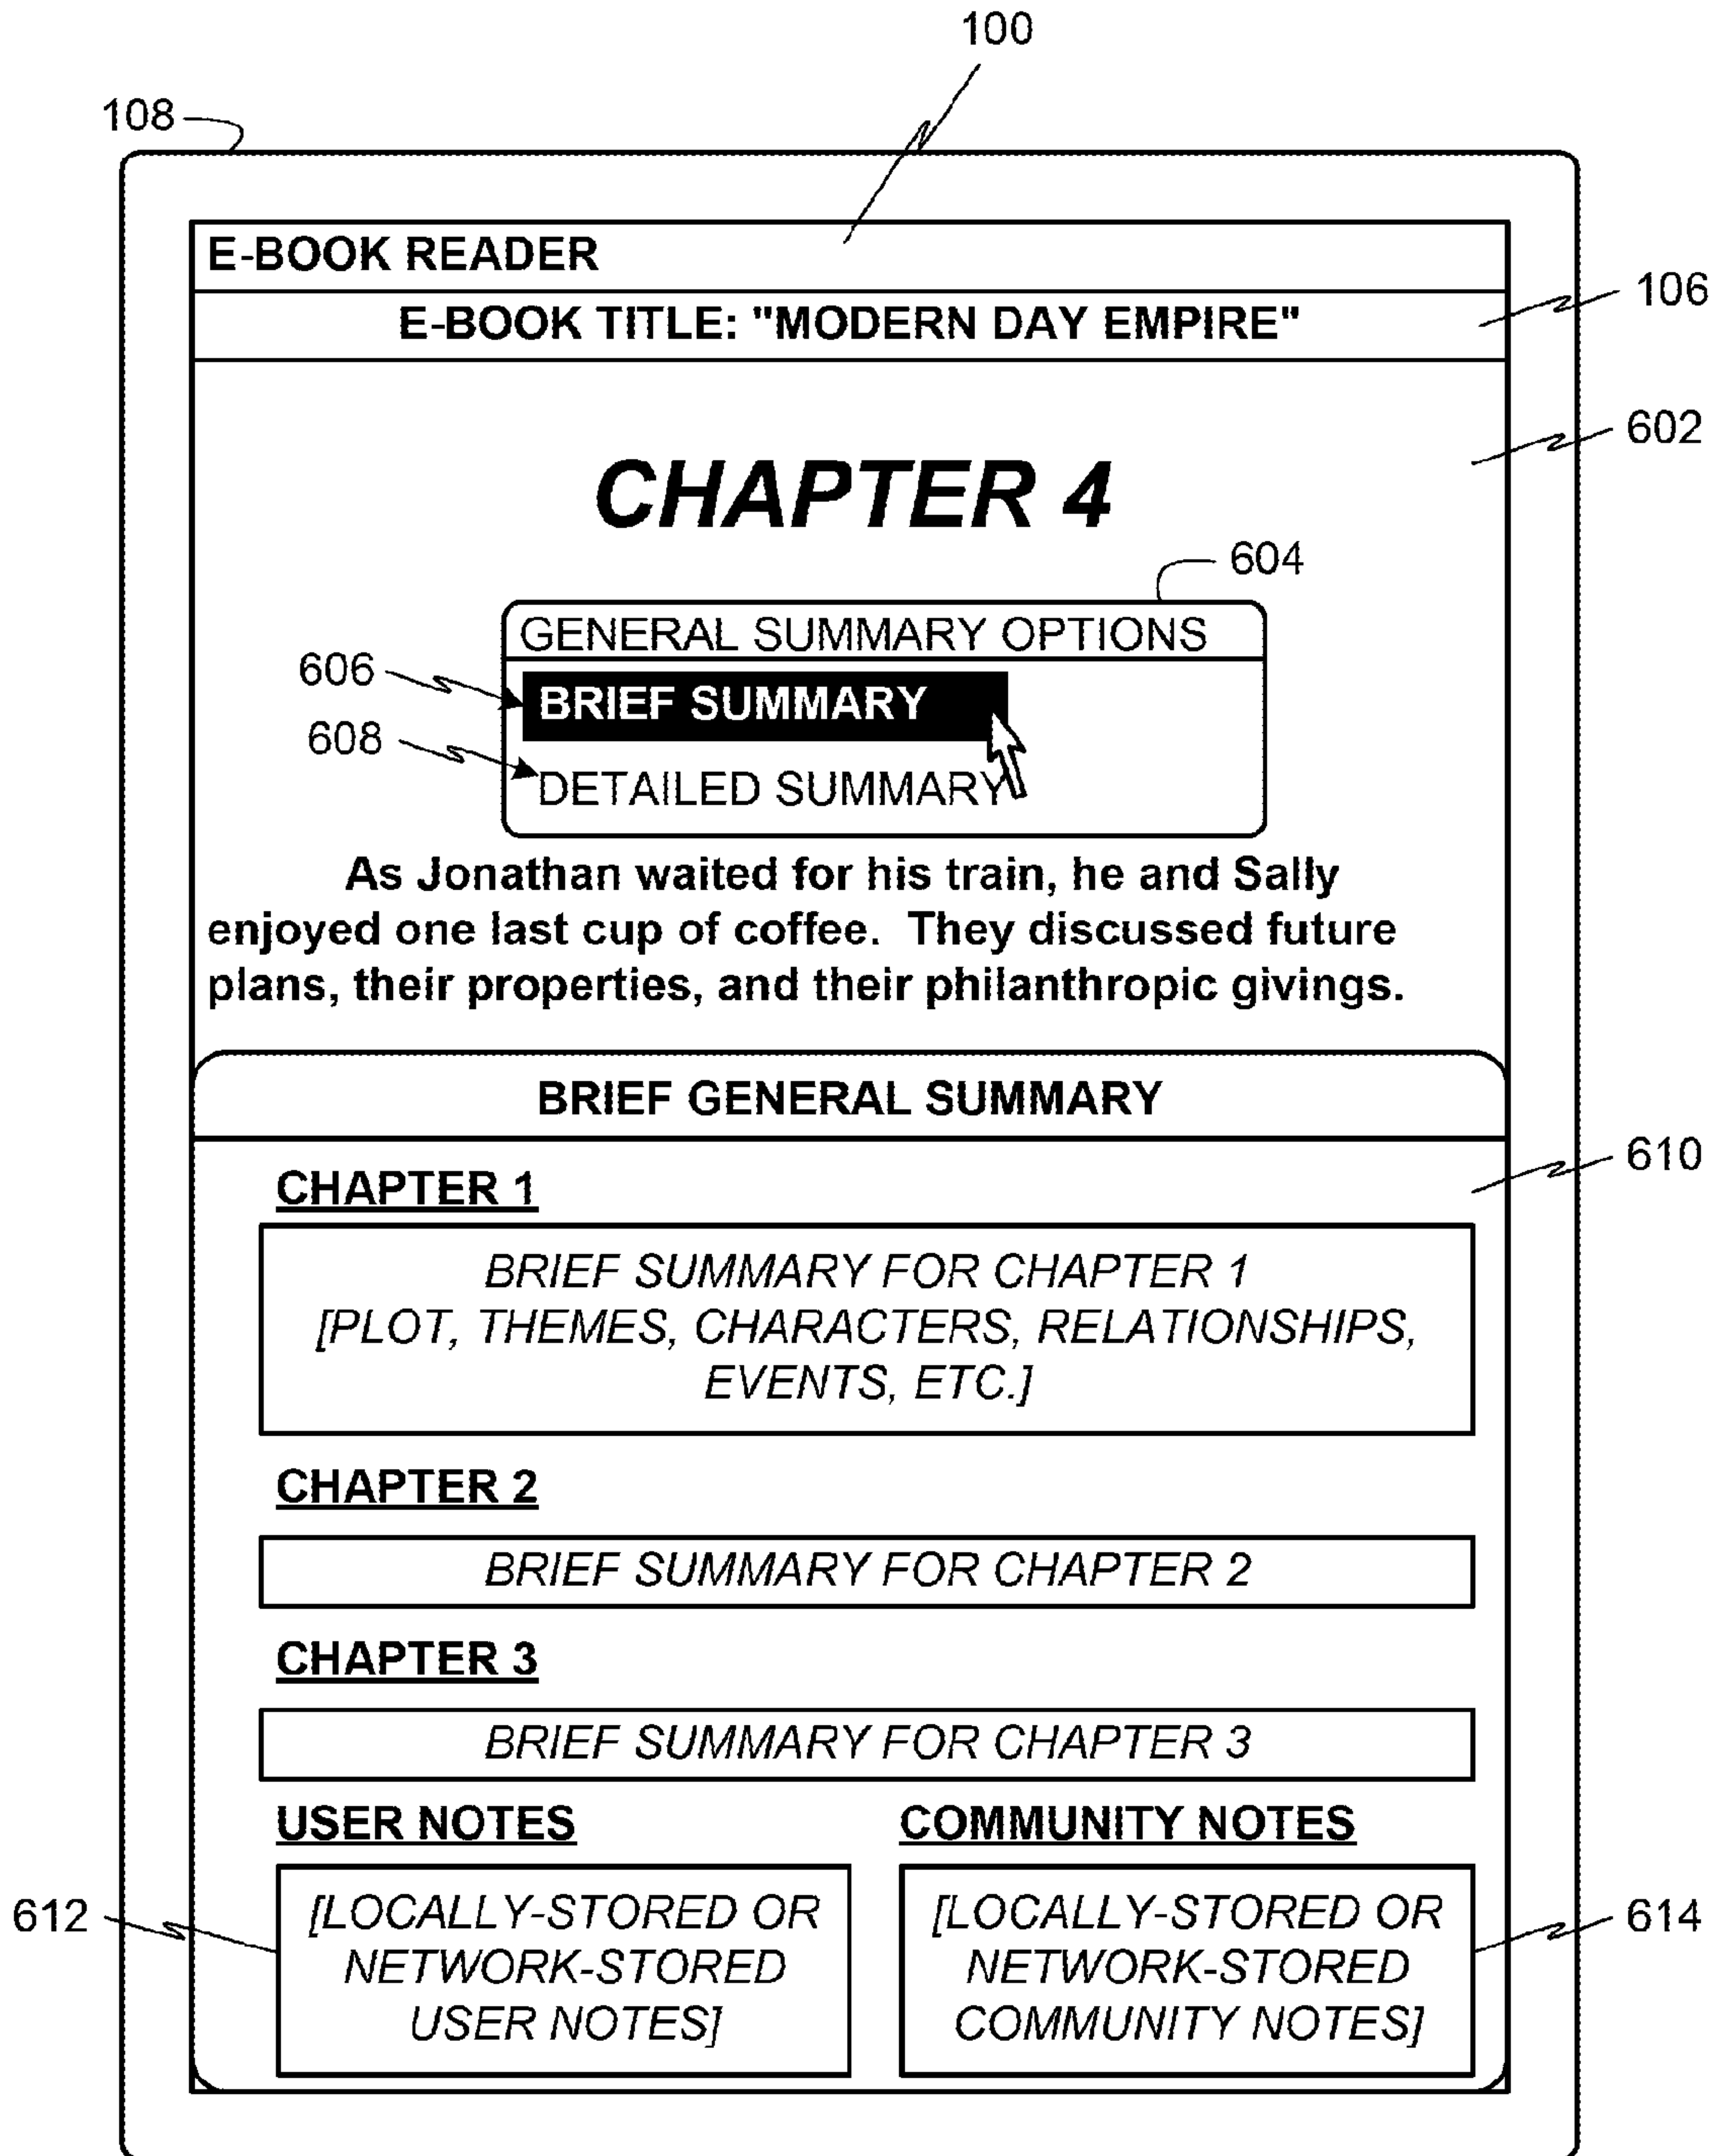 100
108
E-BOOK READER
106
E-BOOK TITLE: "MODERN DAY EMPIRE"
602
CHAPTER 4
604
GENERAL SUMMARY OPTIONS
606
BRIEF SUMMARY
608
DETAILED SUMMARY
As Jonathan waited for his train, he and Sally
enjoyed one last cup of coffee.  They discussed future
plans, their properties, and their philanthropic givings.
BRIEF GENERAL SUMMARY
610
CHAPTER 1
BRIEF SUMMARY FOR CHAPTER 1
[PLOT, THEMES, CHARACTERS, RELATIONSHIPS,
EVENTS, ETC.]
CHAPTER 2
BRIEF SUMMARY FOR CHAPTER 2
CHAPTER 3
BRIEF SUMMARY FOR CHAPTER 3
USER NOTES
612
[LOCALLY-STORED OR
NETWORK-STORED
USER NOTES]
COMMUNITY NOTES
614
[LOCALLY-STORED OR
NETWORK-STORED
COMMUNITY NOTES]